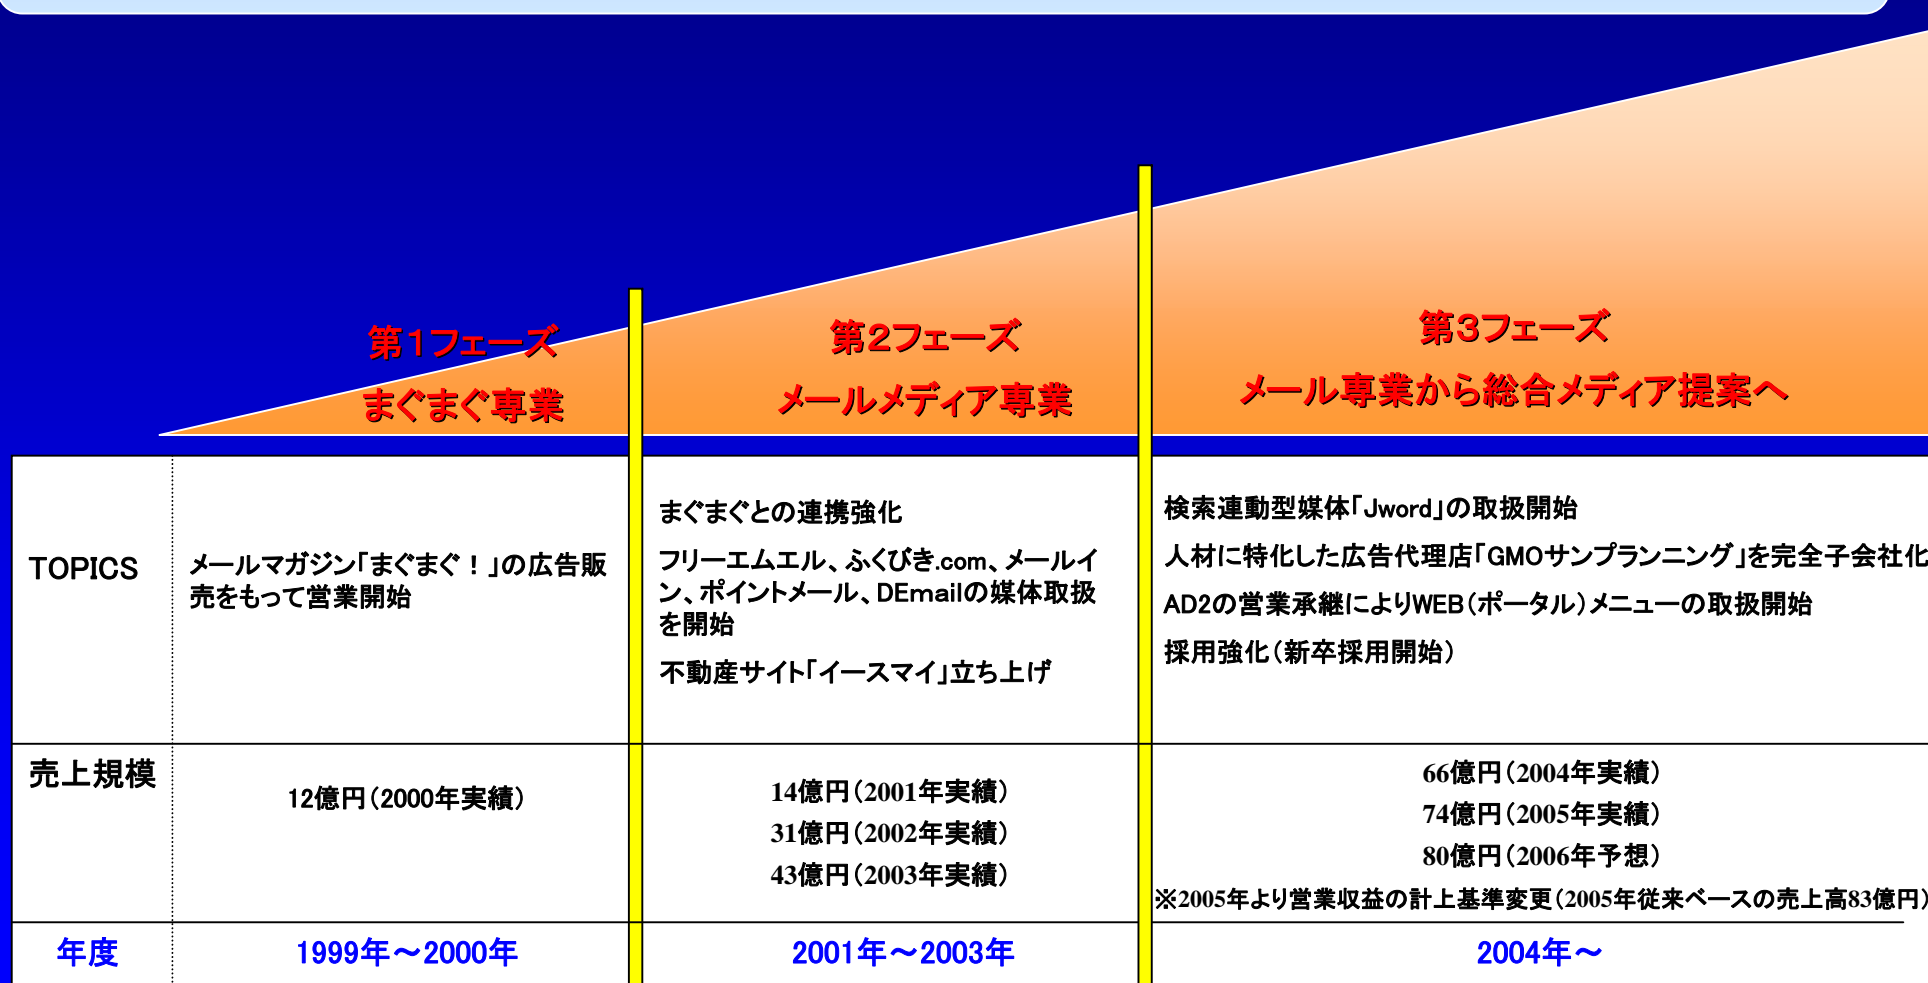 第１フェーズ
まぐまぐ専業
第２フェーズ
メールメディア専業
第３フェーズ
メール専業から総合メディア提案へ
TOPICS
メールマガジン「まぐまぐ！」の広告販
売をもって営業開始
まぐまぐとの連携強化
フリーエムエル、ふくびき.com、メールイ
ン、ポイントメール、DEmailの媒体取扱
を開始
不動産サイト「イースマイ」立ち上げ
検索連動型媒体「Jword」の取扱開始
人材に特化した広告代理店「GMOサンプランニング」を完全子会社化
AD2の営業承継によりWEB（ポータル）メニューの取扱開始
採用強化（新卒採用開始）
売上規模
12億円（2000年実績）
14億円（2001年実績）
31億円（2002年実績）
43億円（2003年実績）
66億円（2004年実績）
74億円（2005年実績）
80億円（2006年予想）
※2005年より営業収益の計上基準変更（2005年従来ベースの売上高83億円）
年度
1999年～2000年
2001年～2003年
2004年～